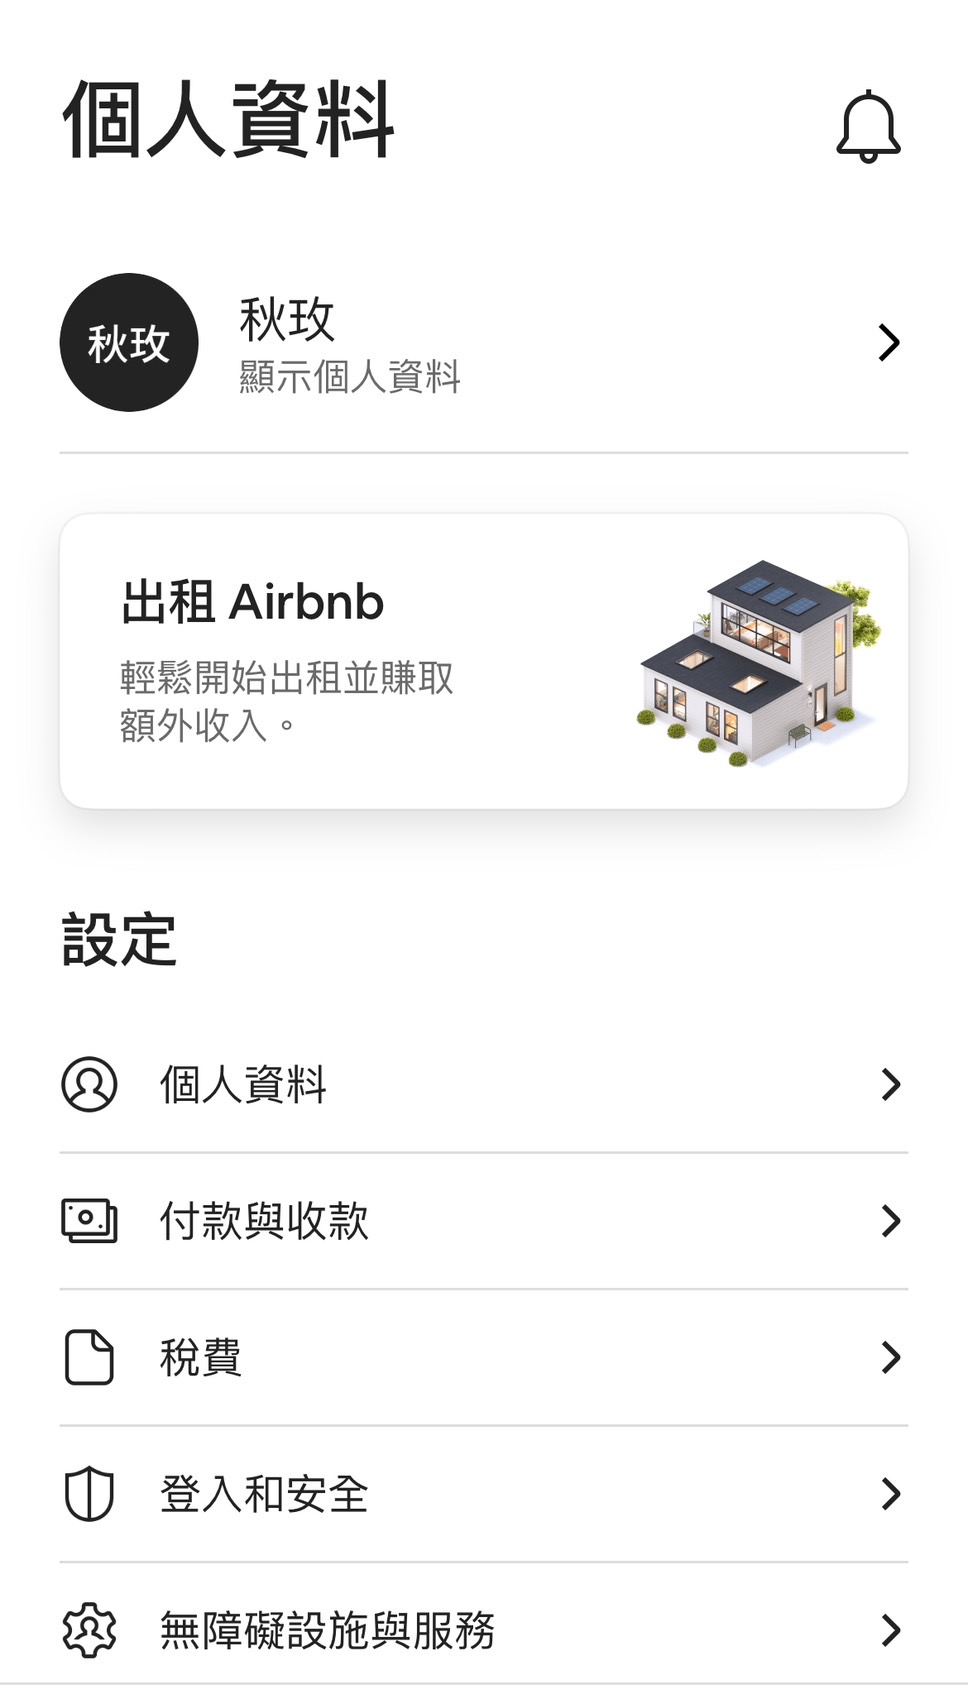 個人資料
秋玫
秋玫
顯示個人資料
出租 Airbnb
輕鬆開始出租並賺取
額外收入。
設定
個人資料
付款與收款
稅費
登入和安全
無障礙設施與服務